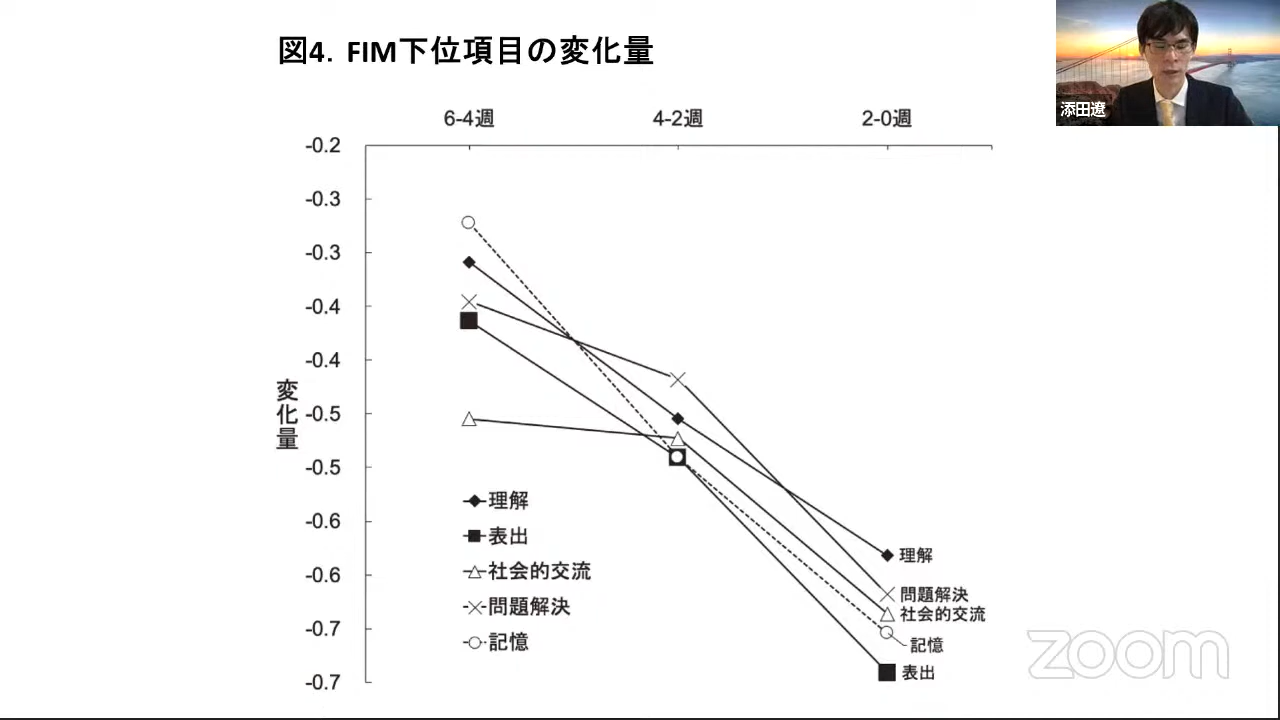 図4. FIM下位項目の変化量
添田遼
6-4週
4-2週
2-0週
-0.2
-0.3
-0.3
-0.4
-0.4
-0.5
-0.5
-0.6
-0.6
-0.7
-0.7
変化量
理解
表出
社会的交流
問題解決
記憶
理解
問題解決
社会的交流
記憶
表出
zoom